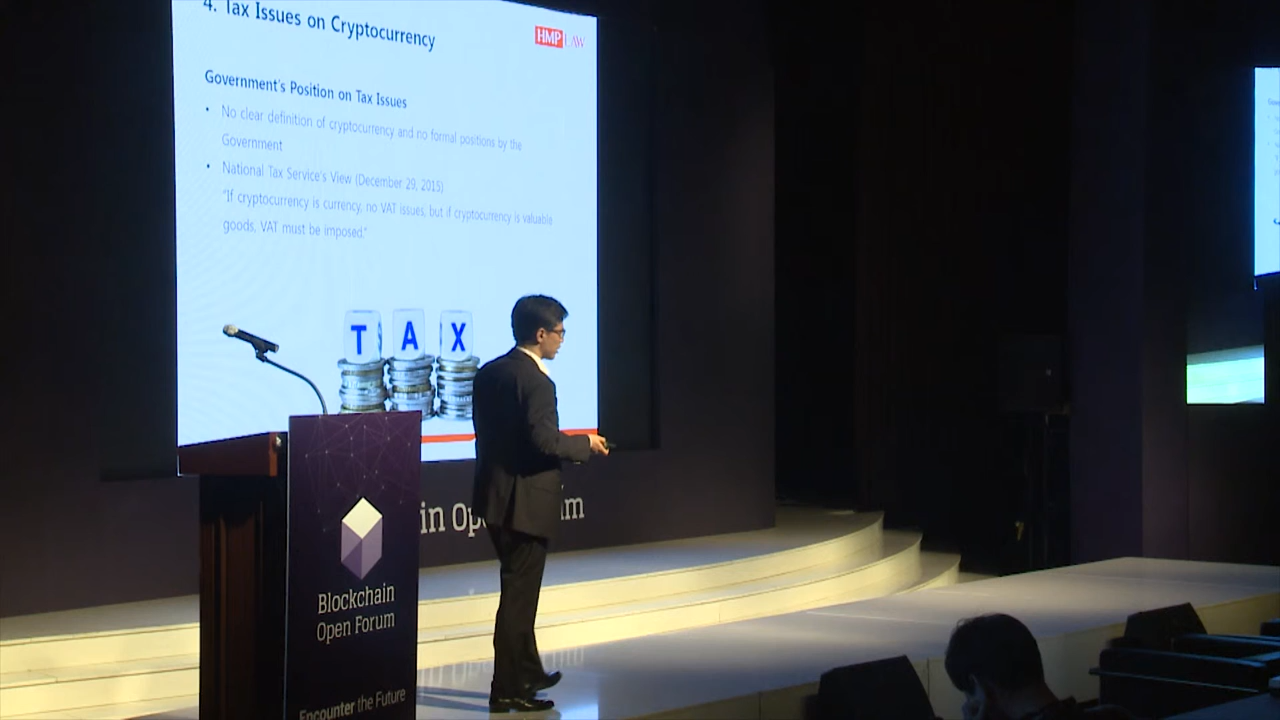 4. Tax Issues on Cryptocurrency
HMP LAW
Government's Position on Tax Issues
• No clear definition of cryptocurrency and no formal positions by the
Government
• National Tax Service's View (December 29, 2015)
"If cryptocurrency is currency, no VAT issues, but if cryptocurrency is valuable
goods, VAT must be imposed."
T A X
in Op
m
Blockchain
Open Forum
Encounter the Future